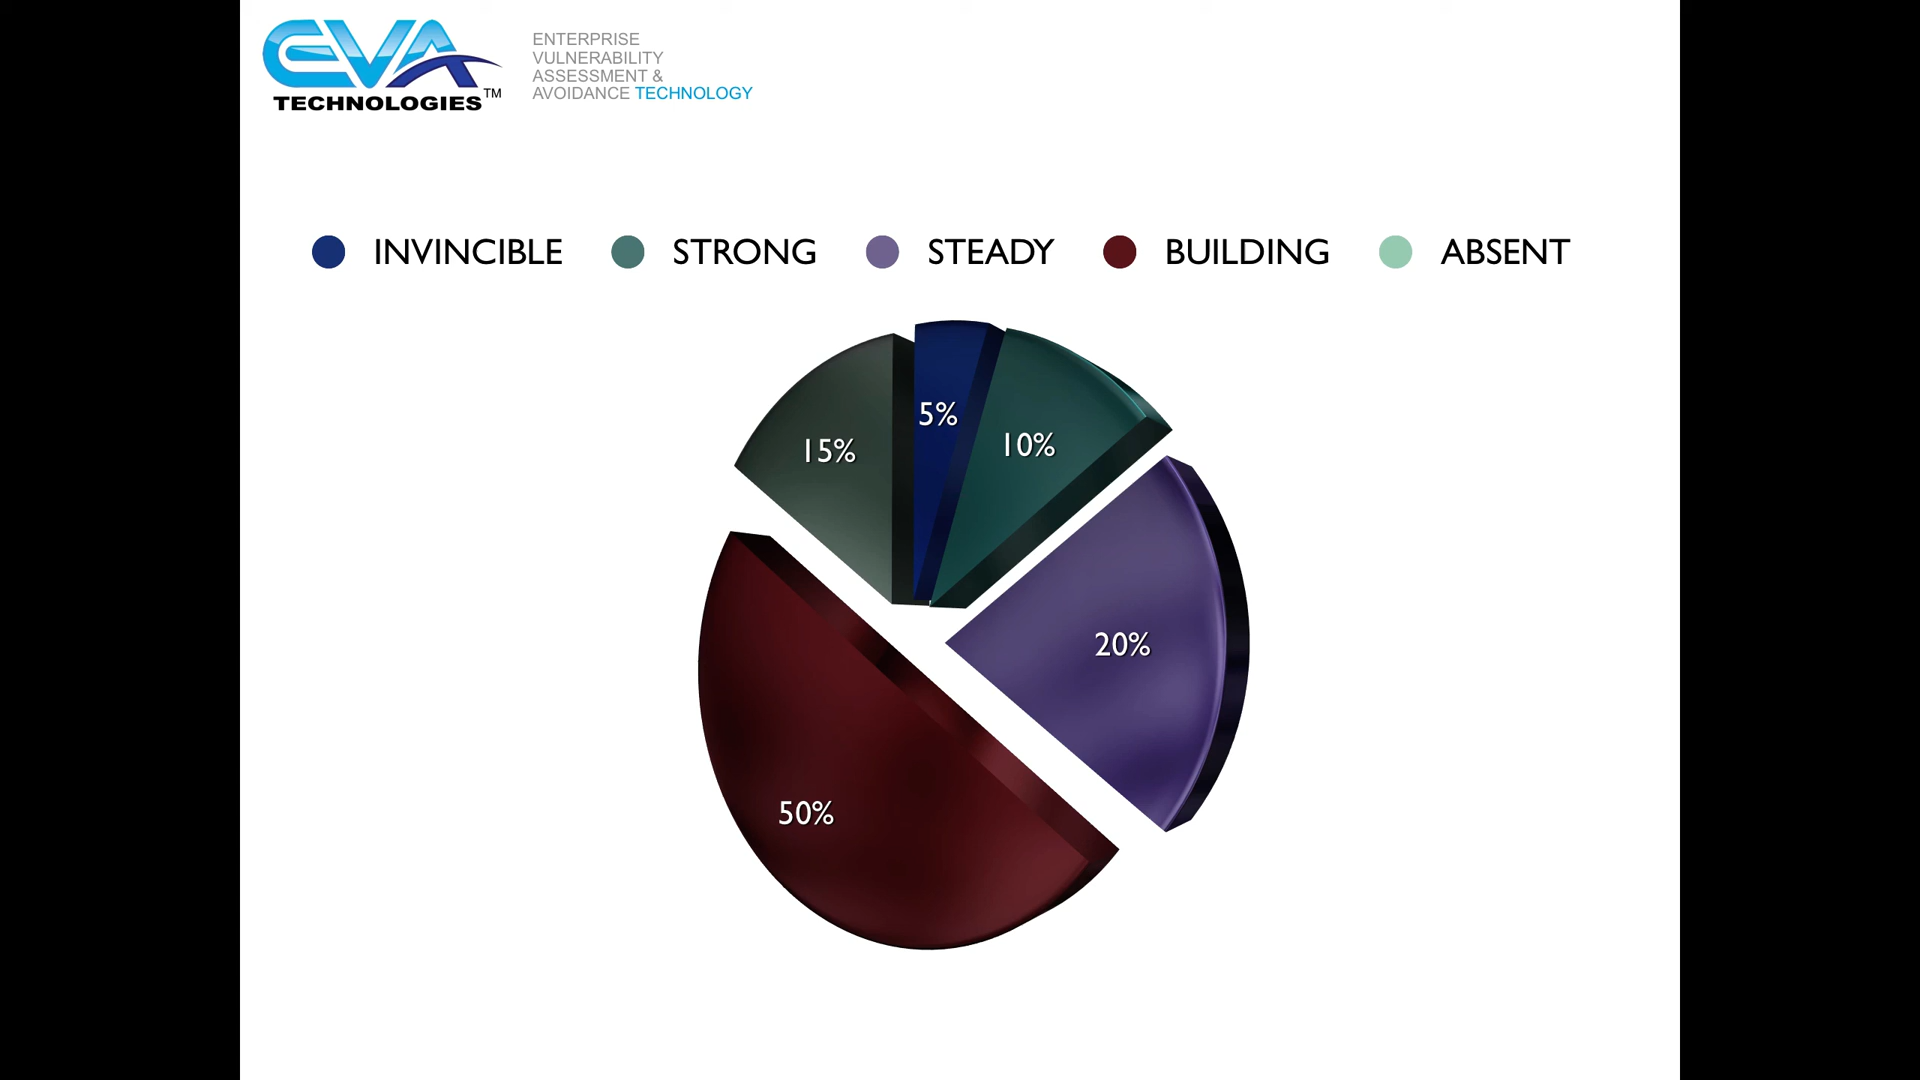 EVA
TECHNOLOGIES™
ENTERPRISE
VULNERABILITY
ASSESSMENT &
AVOIDANCE TECHNOLOGY
INVINCIBLE STRONG STEADY BUILDING ABSENT
5%
10%
15%
20%
50%